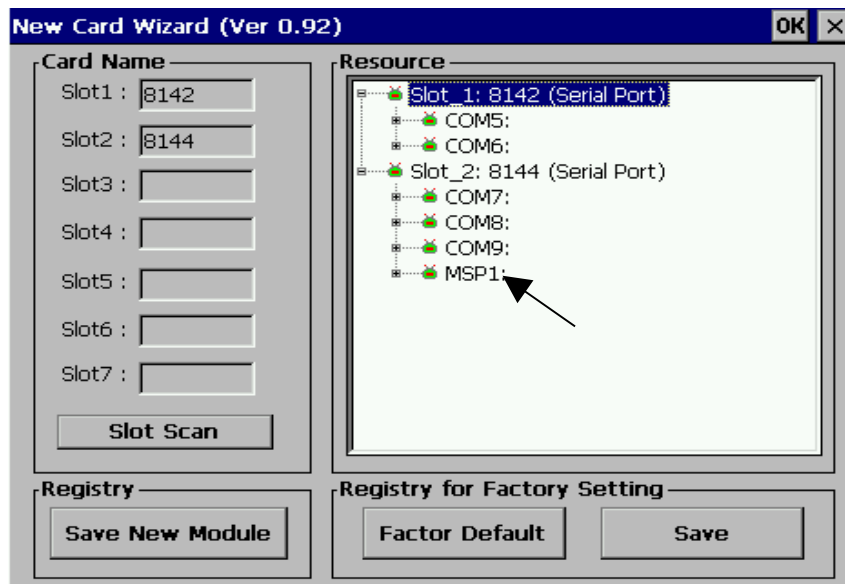 New Card Wizard (Ver 0.92)
OK ×
Card Name
Slot1 : 8142
Slot2 : 8144
Slot3 :
Slot4 :
Slot5 :
Slot6 :
Slot7 :
Slot Scan
Resource
Slot_1: 8142 (Serial Port)
COM5:
COM6:
Slot_2: 8144 (Serial Port)
COM7:
COM8:
COM9:
MSP1:
Registry
Save New Module
Registry for Factory Setting
Factor Default
Save